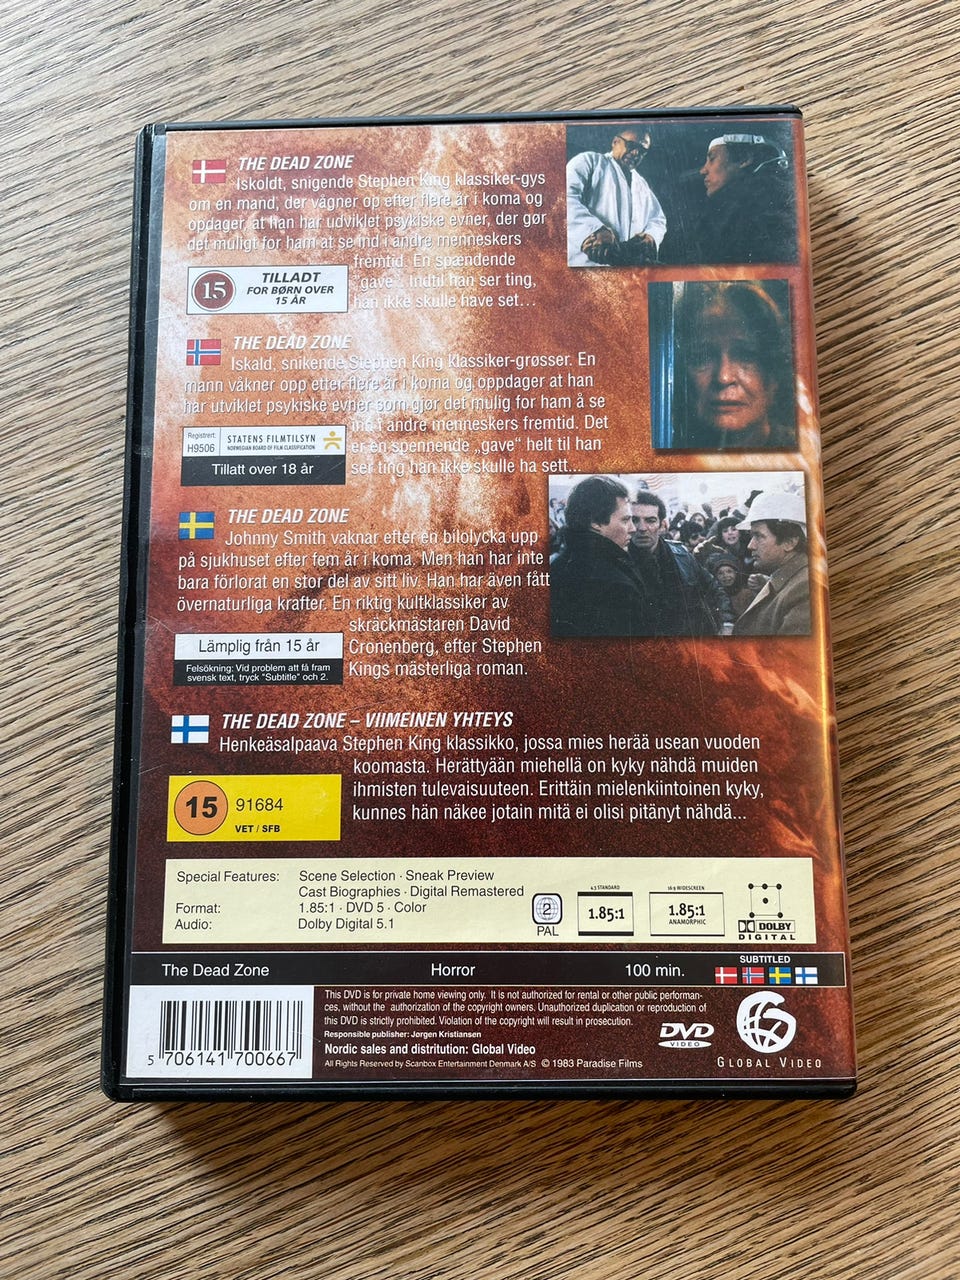 THE DEAD ZONE
Iskoldt, snigende Stephen King klassiker-gys
om en mand, der vågner op efter flere år i koma og
opdager, at han har udviklet psykiske evner, der gør
det muligt for ham at se ind i andre menneskers
fremtid. En spændende
"gave". Indtil han ser ting,
han ikke skulle have set...
15
TILLADT
FOR BØRN OVER
15 ÅR
THE DEAD ZONE
Iskald, snikende Stephen King klassiker-grøsser. En
mann våkner opp etter flere år i koma og oppdager at han
har utviklet psykiske evner som gjør det mulig for ham å se
inn i andre menneskers fremtid. Det
er en spennende „gave" helt til han
ser ting han ikke skulle ha sett...
Registrert:
H9506
STATENS FILMTILSYN
NORWEGIAN BOARD OF FILM CLASSIFICATION
Tillatt over 18 år
THE DEAD ZONE
Johnny Smith vaknar efter en bilolycka upp
på sjukhuset efter fem år i koma. Men han har inte
bara förlorat en stor del av sitt liv. Han har även fått
övernaturliga krafter. En riktig kultklassiker av
skräckmästaren David
Cronenberg, efter Stephen
Kings mästerliga roman.
Lämplig från 15 år
Felsökning: Vid problem att få fram
svensk text, tryck "Subtitle" och 2.
THE DEAD ZONE – VIIMEINEN YHTEYS
Henkeäsalpaava Stephen King klassikko, jossa mies herää usean vuoden
koomasta. Herättyään miehellä on kyky nähdä muiden
ihmisten tulevaisuuteen. Erittäin mielenkiintoinen kyky,
kunnes hän näkee jotain mitä ei olisi pitänyt nähdä...
15
91684
VET / SFB
Special Features: Scene Selection · Sneak Preview
Cast Biographies · Digital Remastered
Format: 1.85:1 · DVD 5 · Color
Audio: Dolby Digital 5.1
2
PAL
4:3 STANDARD
1.85:1
16:9 WIDESCREEN
1.85:1
ANAMORPHIC
DOLBY
DIGITAL
The Dead Zone Horror 100 min.
SUBTITLED
5 706141 700667
This DVD is for private home viewing only. It is not authorized for rental or other public performan-
ces, without the authorization of the copyright owners. Unauthorized duplication or reproduction of
this DVD is strictly prohibited. Violation of the copyright will result in prosecution.
Responsible publisher: Jørgen Kristiansen
Nordic sales and distrubution: Global Video
All Rights Reserved by Scanbox Entertainment Denmark A/S © 1983 Paradise Films
DVD
VIDEO
GLOBAL VIDEO